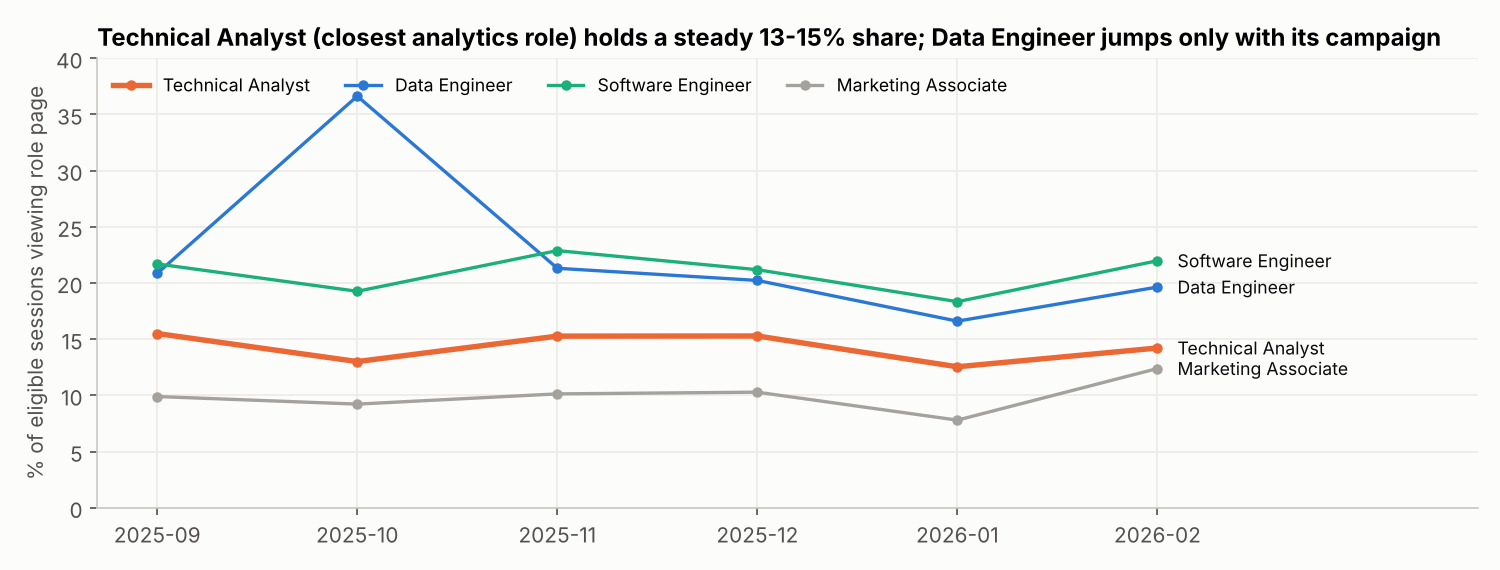 Technical Analyst (closest analytics role) holds a steady 13-15% share; Data Engineer jumps only with its campaign
Technical Analyst
Data Engineer
Software Engineer
Marketing Associate
% of eligible sessions viewing role page
40
35
30
25
20
15
10
5
0
Software Engineer
Data Engineer
Technical Analyst
Marketing Associate
2025-09
2025-10
2025-11
2025-12
2026-01
2026-02